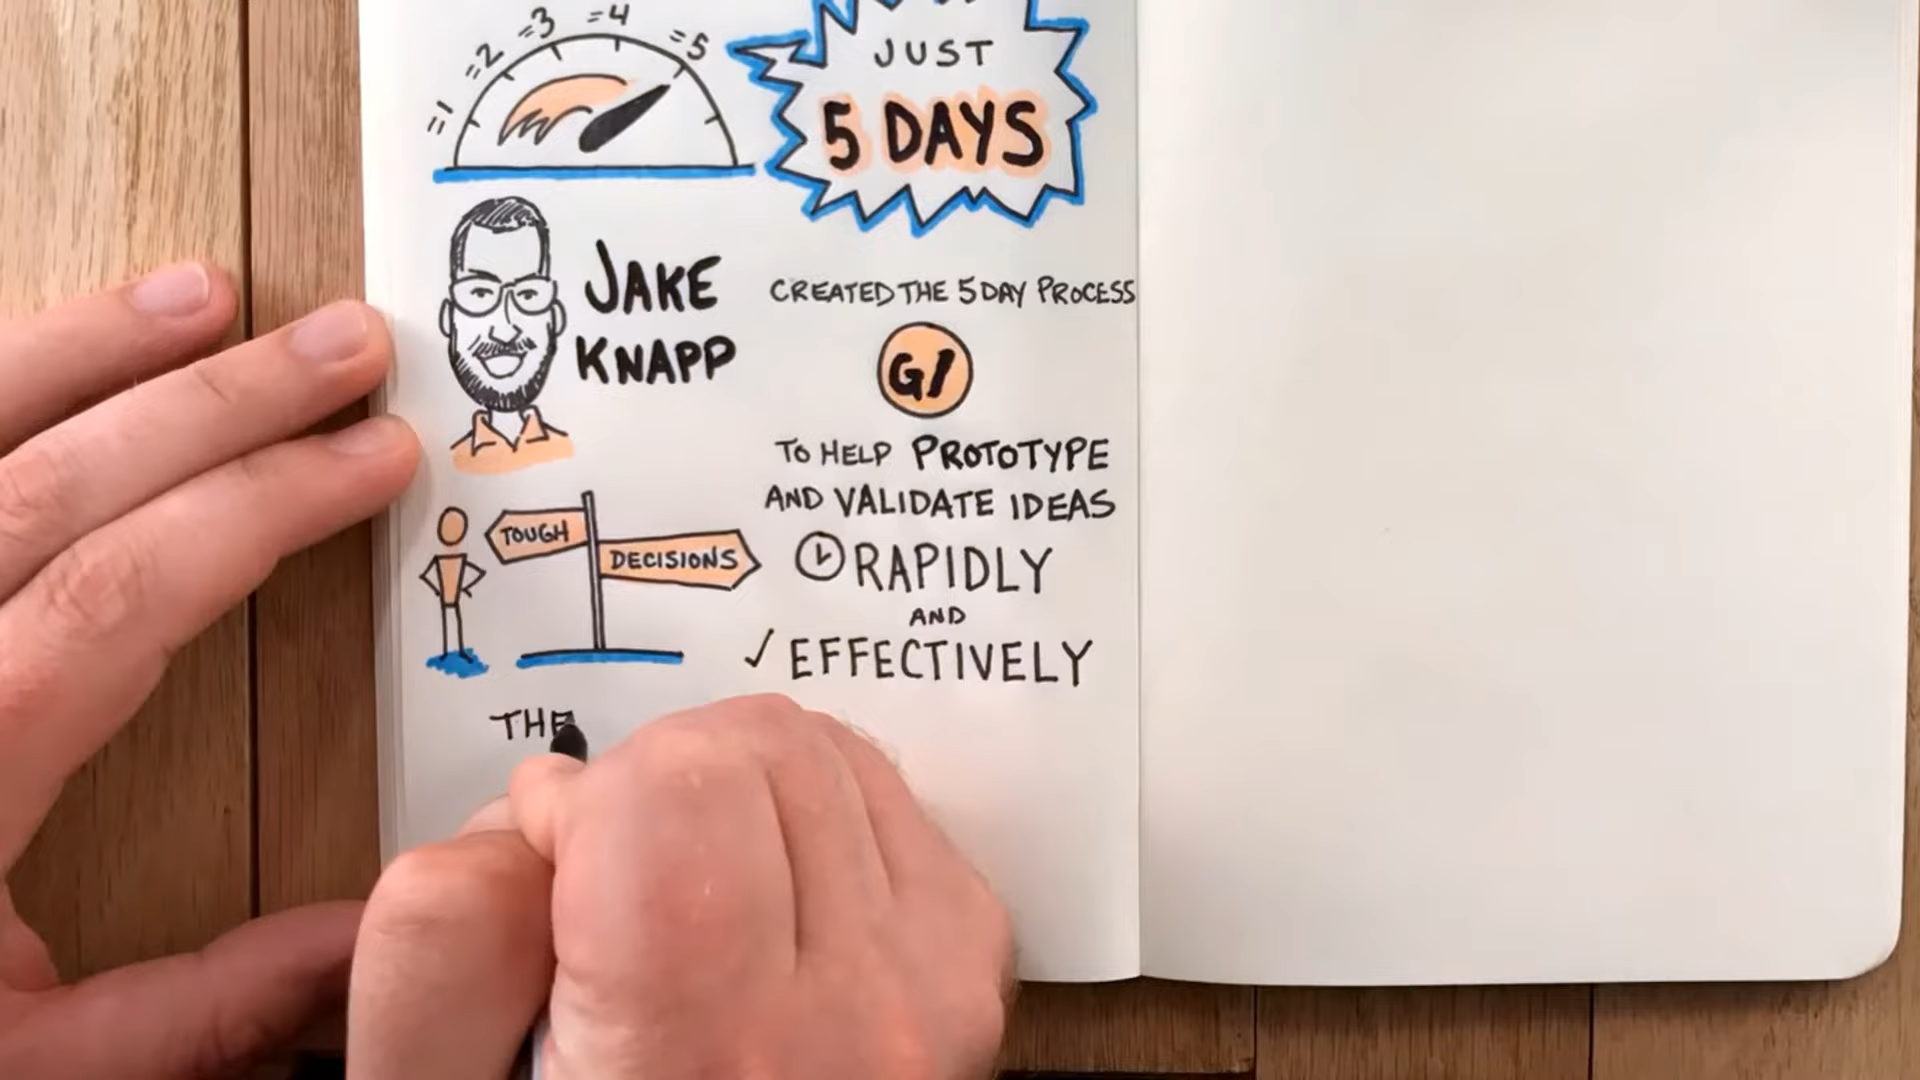 =1
=2
=3
=4
=5
JUST
5 DAYS
JAKE
KNAPP
CREATED THE 5 DAY PROCESS
G/
TO HELP PROTOTYPE
AND VALIDATE IDEAS
RAPIDLY
AND
✓ EFFECTIVELY
TOUGH
DECISIONS
THE